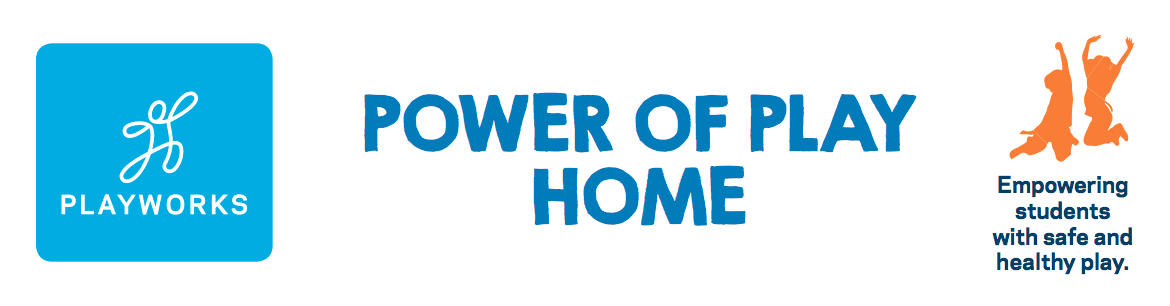 PLAYWORKS
POWER OF PLAY
HOME
Empowering
students
with safe and
healthy play.